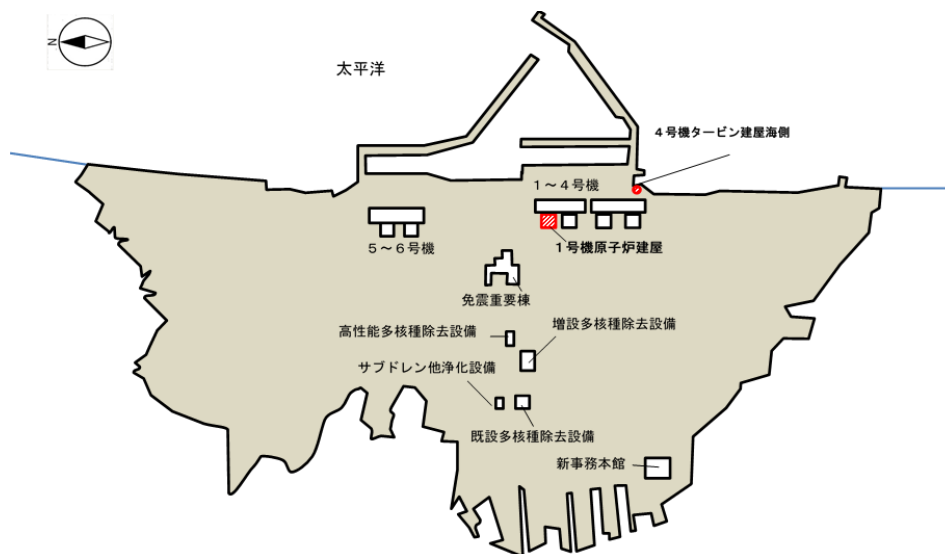 N
太平洋
4号機タービン建屋海側
1～4号機
5～6号機
1号機原子炉建屋
免震重要棟
高性能多核種除去設備
増設多核種除去設備
サブドレン他浄化設備
既設多核種除去設備
新事務本館